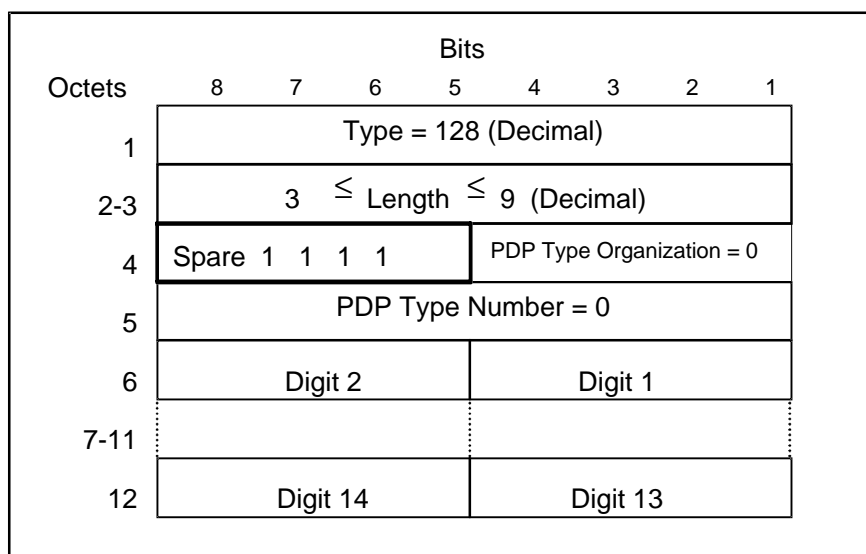 Bits
Octets 8 7 6 5 4 3 2 1
1 Type = 128 (Decimal)
2-3 3 ≤ Length ≤ 9 (Decimal)
4 Spare 1 1 1 1 PDP Type Organization = 0
5 PDP Type Number = 0
6 Digit 2 Digit 1
7-11
12 Digit 14 Digit 13